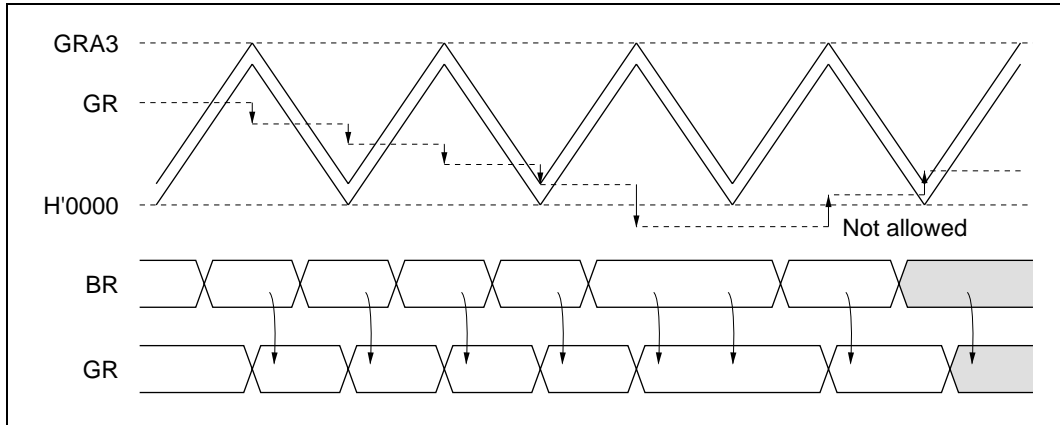 GRA3
GR
H'0000
Not allowed
BR
GR